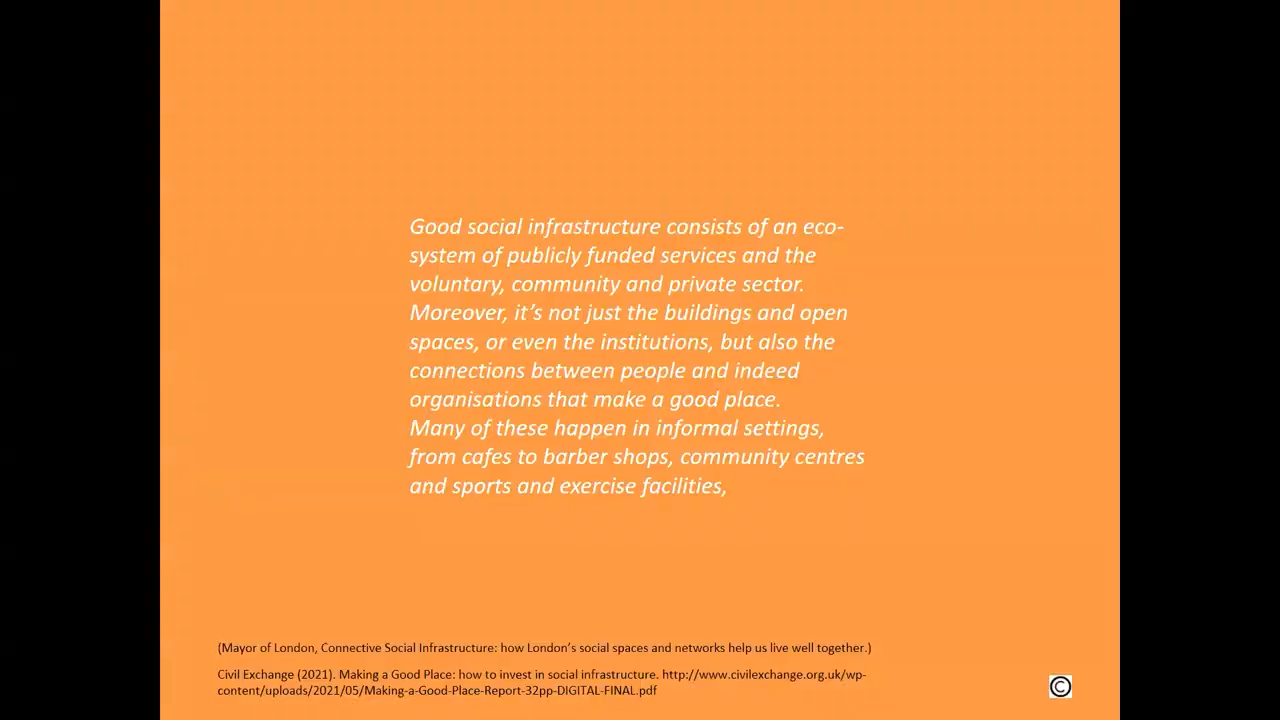 Good social infrastructure consists of an eco-
system of publicly funded services and the
voluntary, community and private sector.
Moreover, it’s not just the buildings and open
spaces, or even the institutions, but also the
connections between people and indeed
organisations that make a good place.
Many of these happen in informal settings,
from cafes to barber shops, community centres
and sports and exercise facilities,
(Mayor of London, Connective Social Infrastructure: how London’s social spaces and networks help us live well together.)
Civil Exchange (2021). Making a Good Place: how to invest in social infrastructure. http://www.civilexchange.org.uk/wp-
content/uploads/2021/05/Making-a-Good-Place-Report-32pp-DIGITAL-FINAL.pdf
©